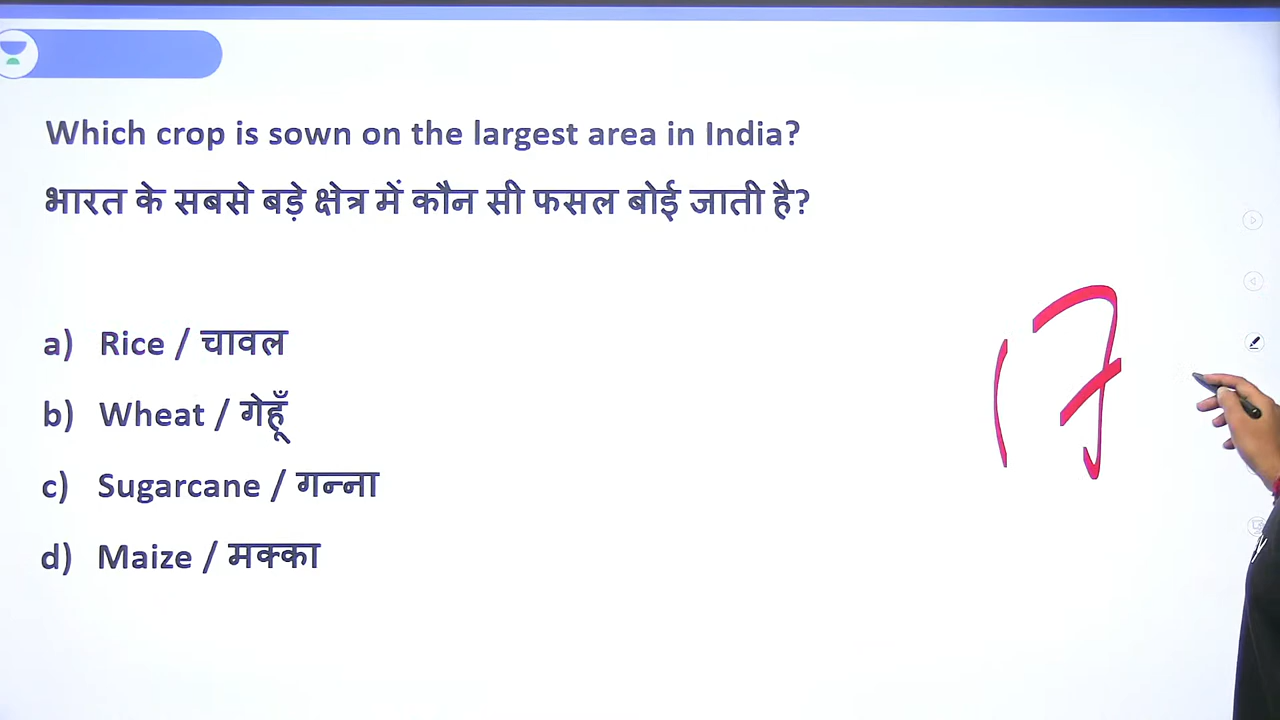 Which crop is sown on the largest area in India?
भारत के सबसे बड़े क्षेत्र में कौन सी फसल बोई जाती है?
a) Rice / चावल
b) Wheat / गेहूँ
c) Sugarcane / गन्ना
d) Maize / मक्का